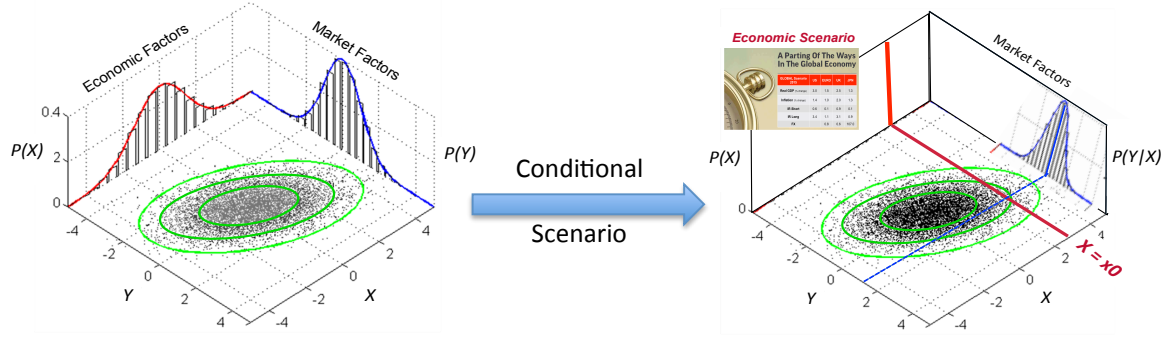 Economic Factors
Market Factors
0.4
P(X)
2
0
P(Y)
-4
-2
0
2
4
Y
-4
-2
0
2
4
X
Conditional
Scenario
Economic Scenario
A Parting Of The Ways
In The Global Economy
Market Factors
P(X)
0
P(Y|X)
-4
-2
0
2
4
Y
-4
-2
0
2
4
X
X = x0